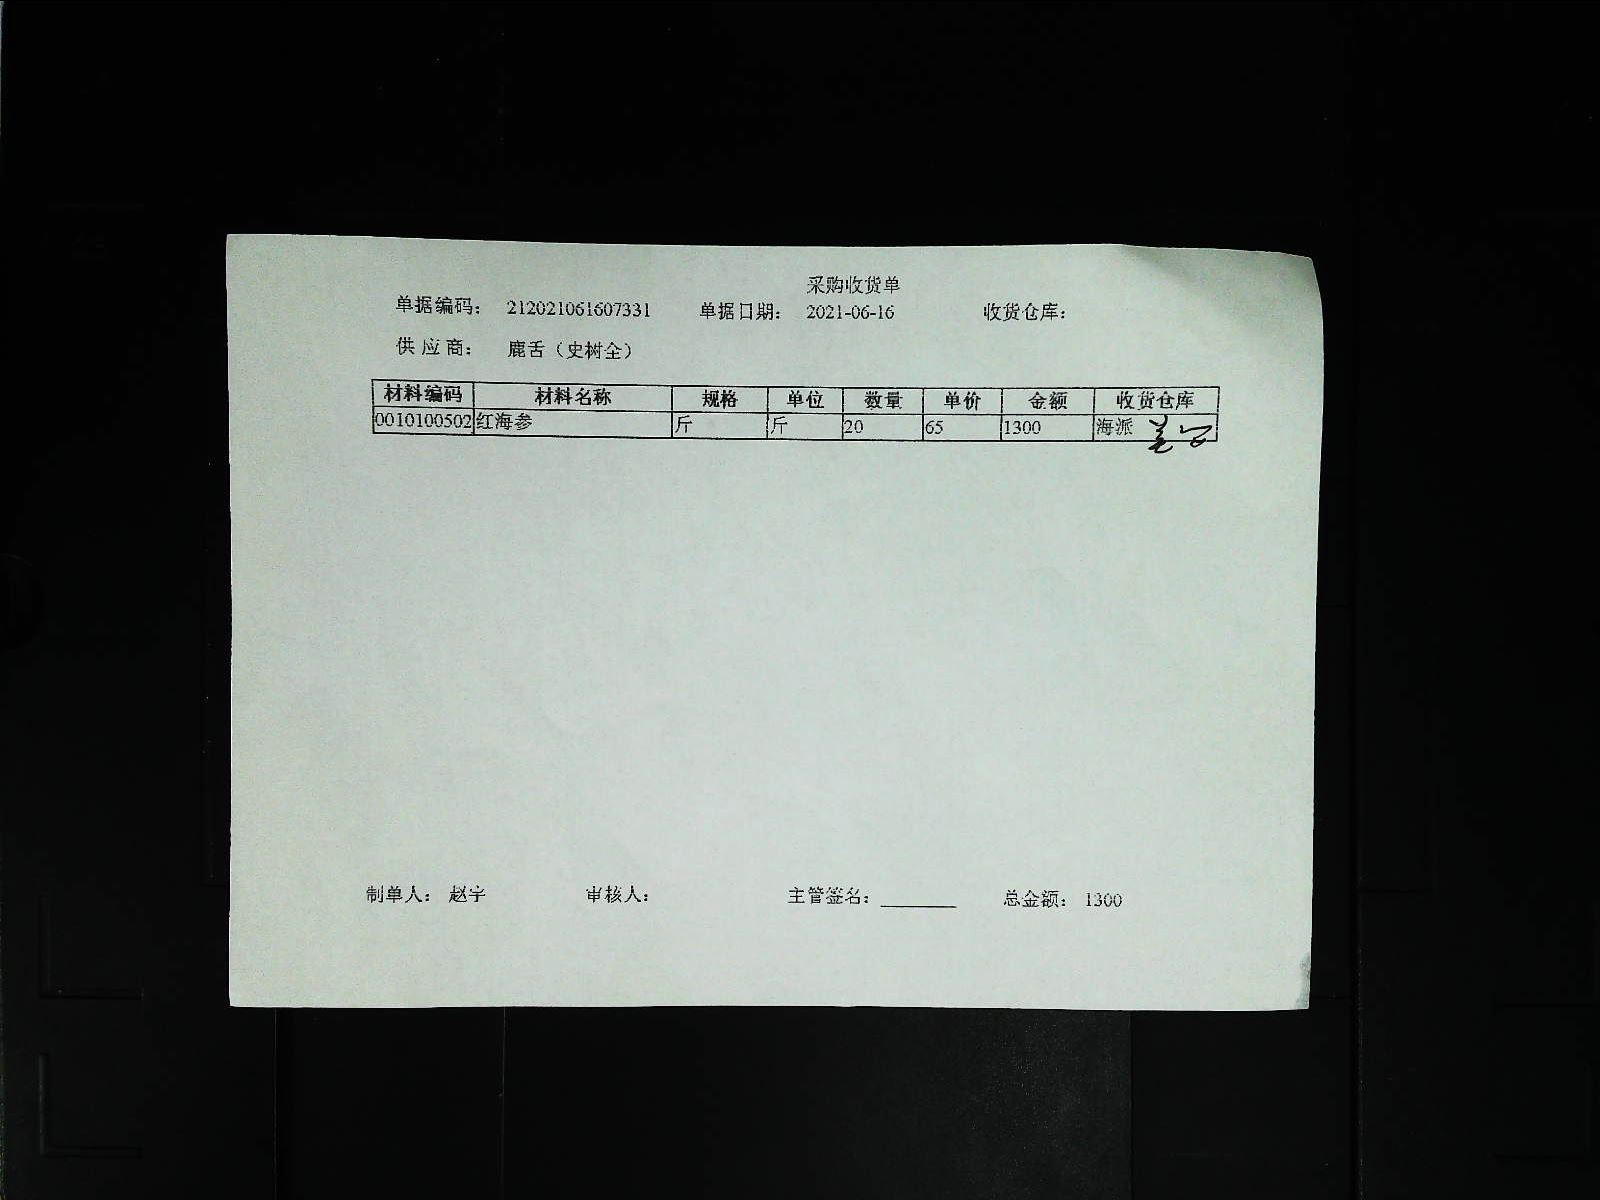 采购收货单
单据编码： 212021061607331 单据日期： 2021-06-16 收货仓库：
供应商： 鹿舌（史树全）
材料编码 材料名称 规格 单位 数量 单价 金额 收货仓库
0010100502 红海参 斤 斤 20 65 1300 海派
制单人： 赵宇 审核人： 主管签名： 总金额： 1300